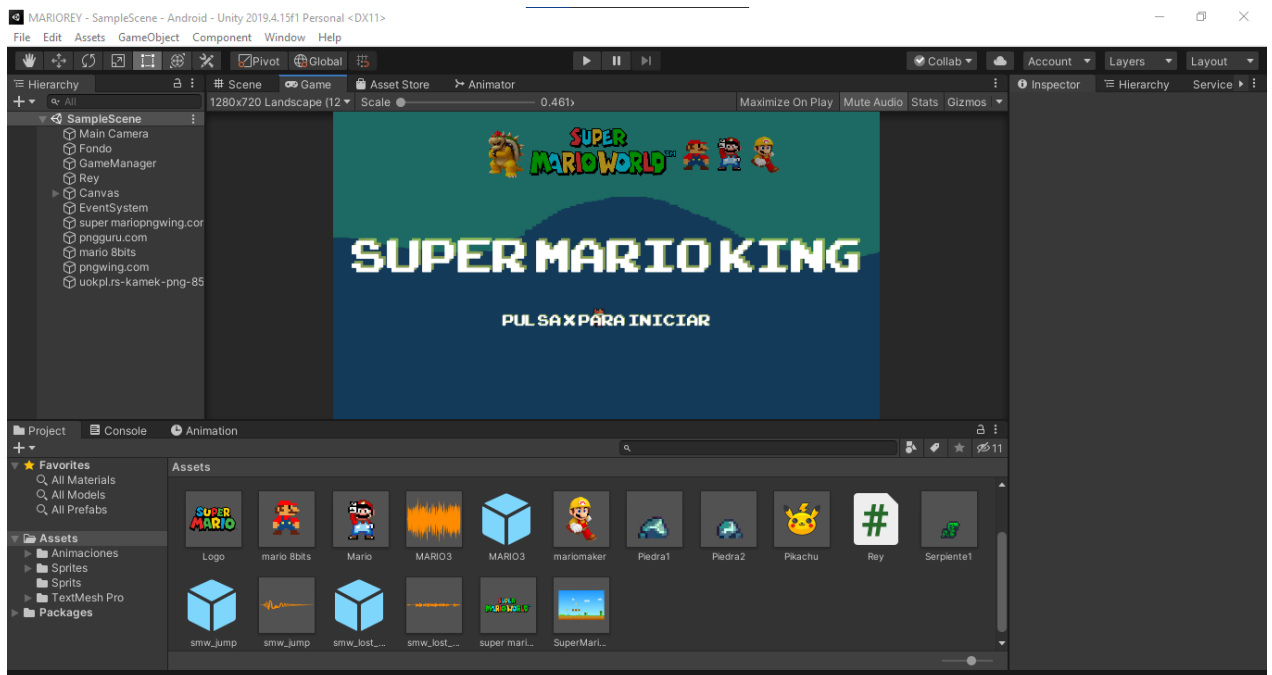 MARIOREY - SampleScene - Android - Unity 2019.4.15f1 Personal <DX11>
File Edit Assets GameObject Component Window Help
Pivot Global Collab Account Layers Layout
Hierarchy # Scene Game Asset Store Animator Inspector Hierarchy Service
All 1280x720 Landscape (12 Scale 0.461x Maximize On Play Mute Audio Stats Gizmos
SampleScene
Main Camera
Fondo
GameManager
Rey
Canvas
EventSystem
super mariopngwing.cor
pngguru.com
mario 8bits
pngwing.com
uokpl.rs-kamek-png-85
SUPER
MARIO WORLD™
SUPER MARIO KING
PULSA X PARA INICIAR
Project Console Animation
11
Favorites
All Materials
All Models
All Prefabs
Assets
Animaciones
Sprites
Sprits
TextMesh Pro
Packages
Assets
SUPER
MARIO
#
Logo mario 8bits Mario MARIO3 MARIO3 mariomaker Piedra1 Piedra2 Pikachu Rey Serpiente1
SUPER
MARIO WORLD
smw_jump smw_jump smw_lost_... smw_lost_... super mari... SuperMari...